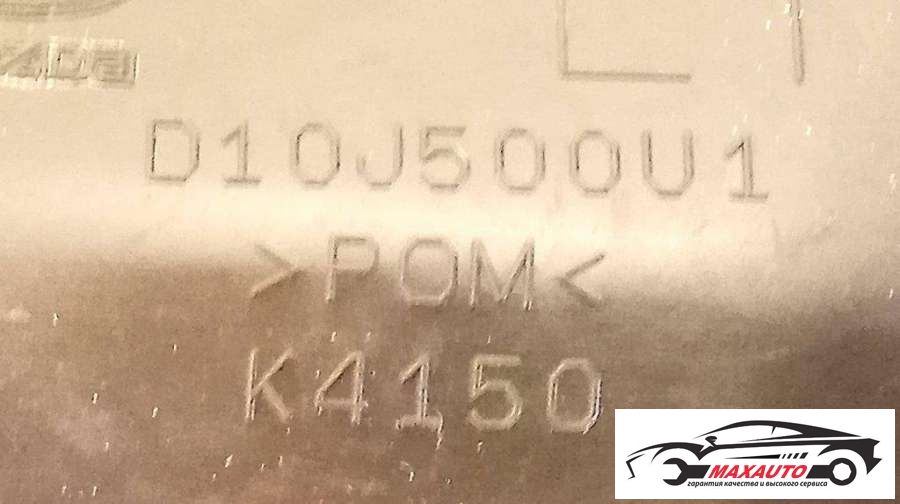 D10J500U1
>POM<
K4150
MAXAUTO
гарантия качества и высокого сервиса